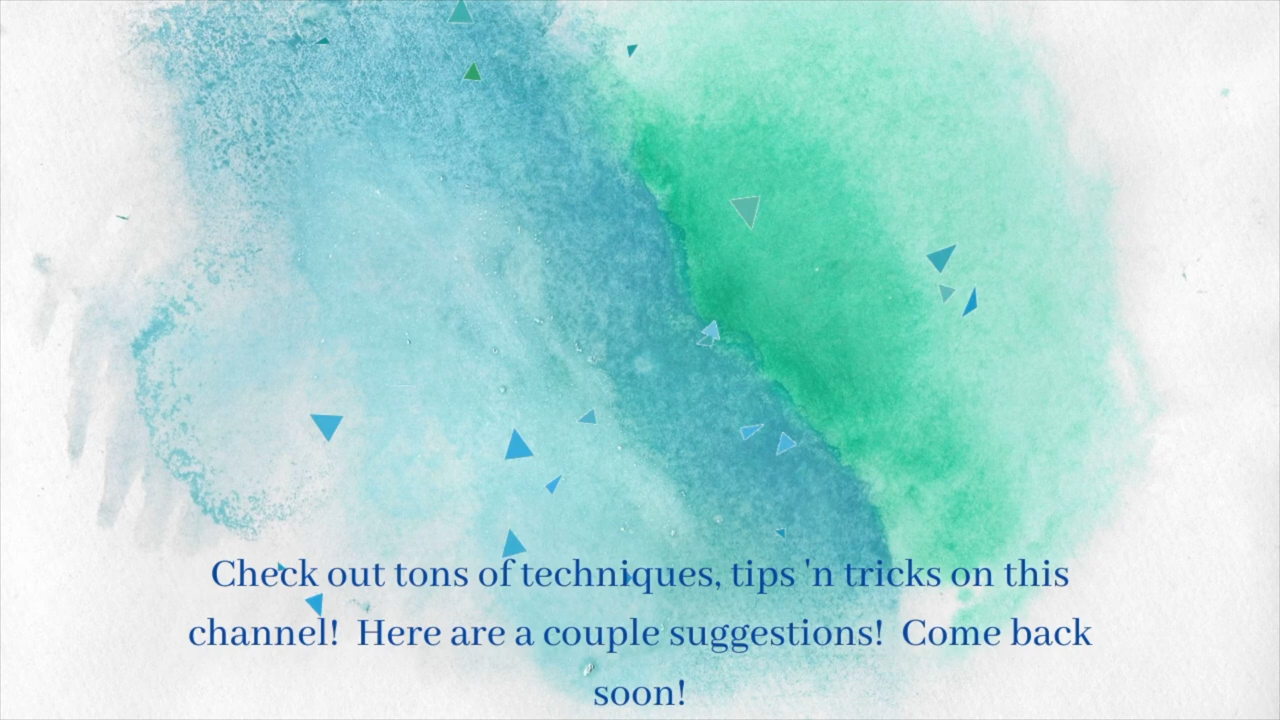 Check out tons of techniques, tips 'n tricks on this
channel!  Here are a couple suggestions!  Come back
soon!